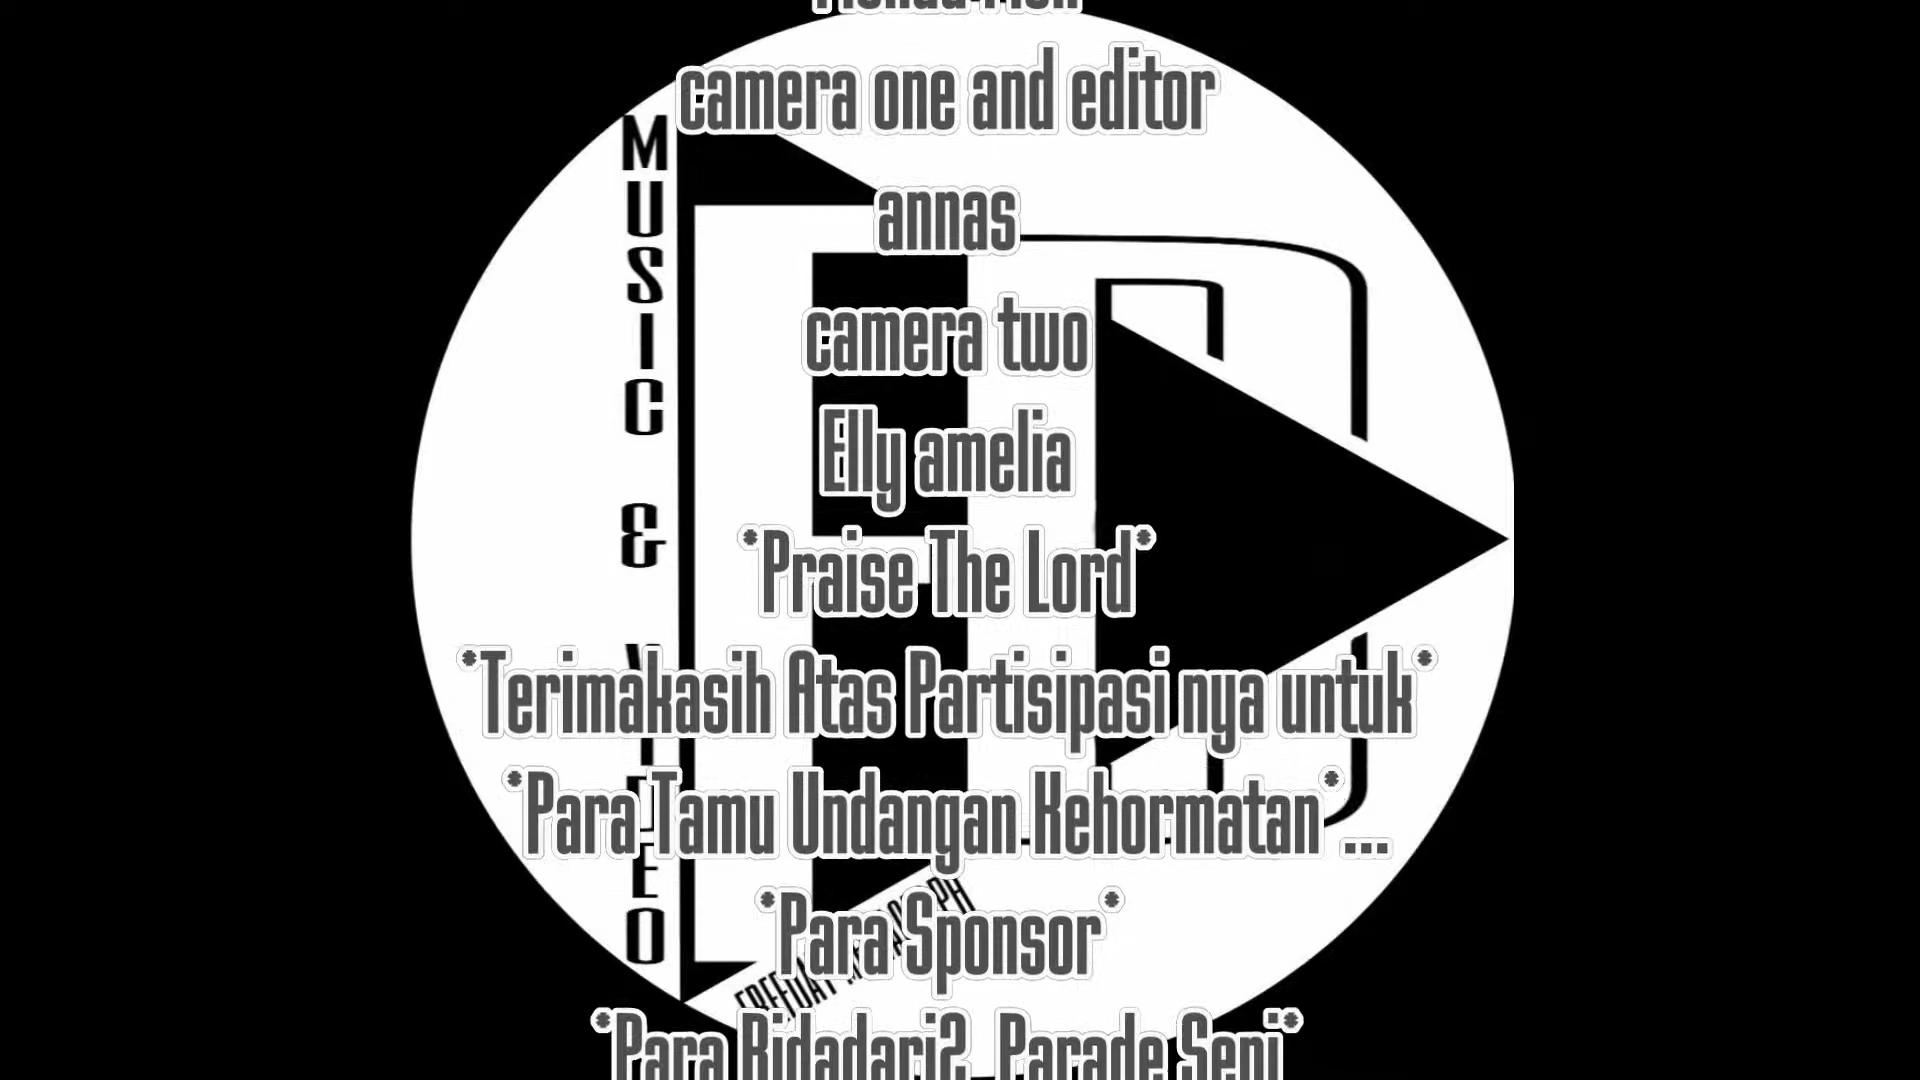 camera one and editor
annas
camera two
Elly amelia
*Praise The Lord*
*Terimakasih Atas Partisipasi nya untuk*
*Para Tamu Undangan Kehormatan* ...
*Para Sponsor*
*Para Bidadari2 Parade Seni*
MUSIC & VIDEO
FREEDAY